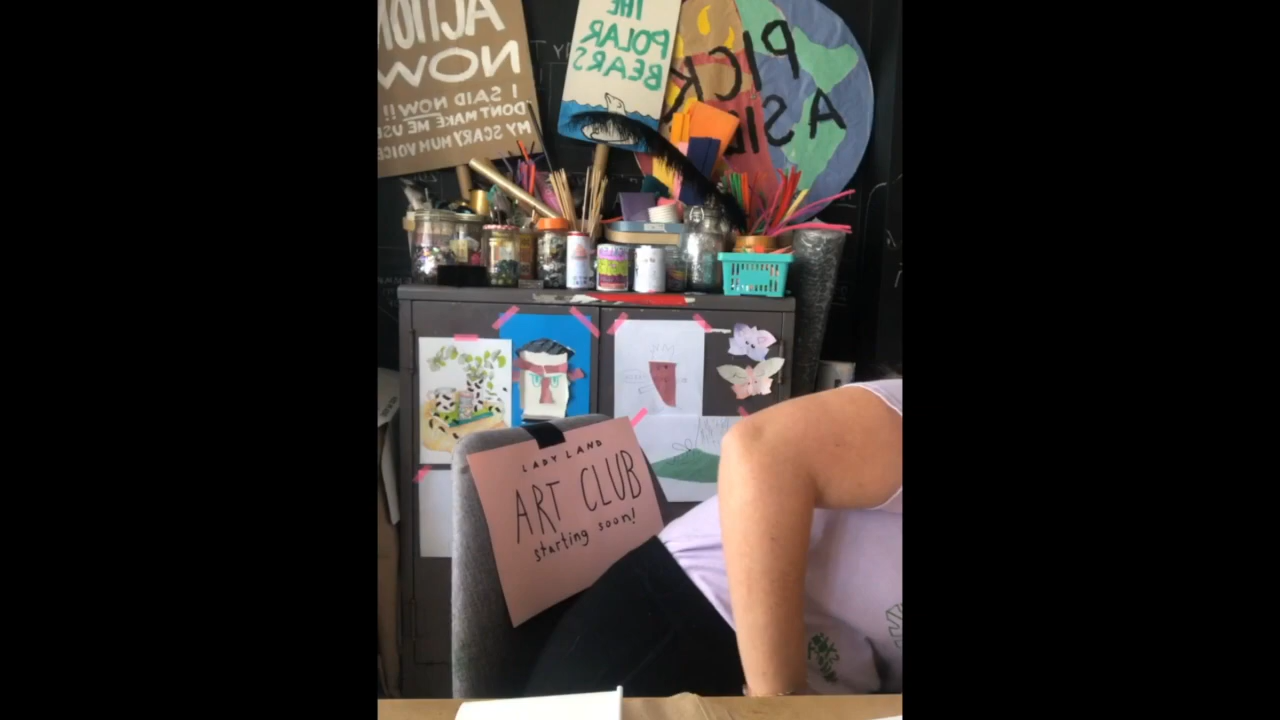 ACTION
NOW
I SAID NOW!!
DON'T MAKE ME USE
MY SCARY MUM VOICE
THE
POLAR
BEARS
PICK
A SIDE
LADY LAND
ART CLUB
starting soon!